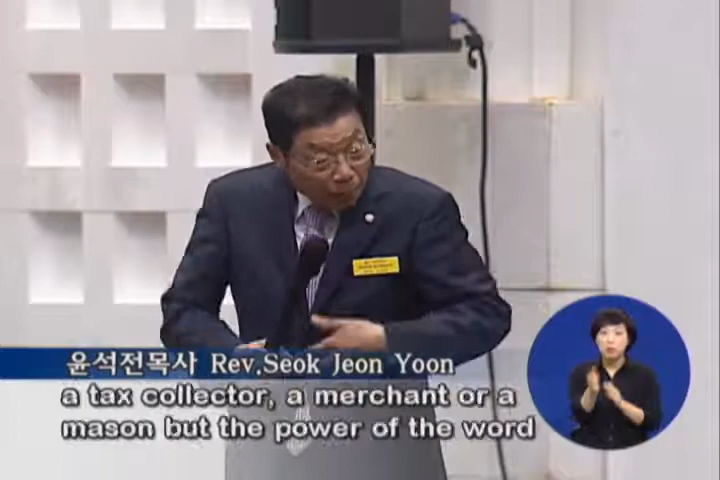 윤석전목사 Rev.Seok Jeon Yoon
a tax collector, a merchant or a
mason but the power of the word